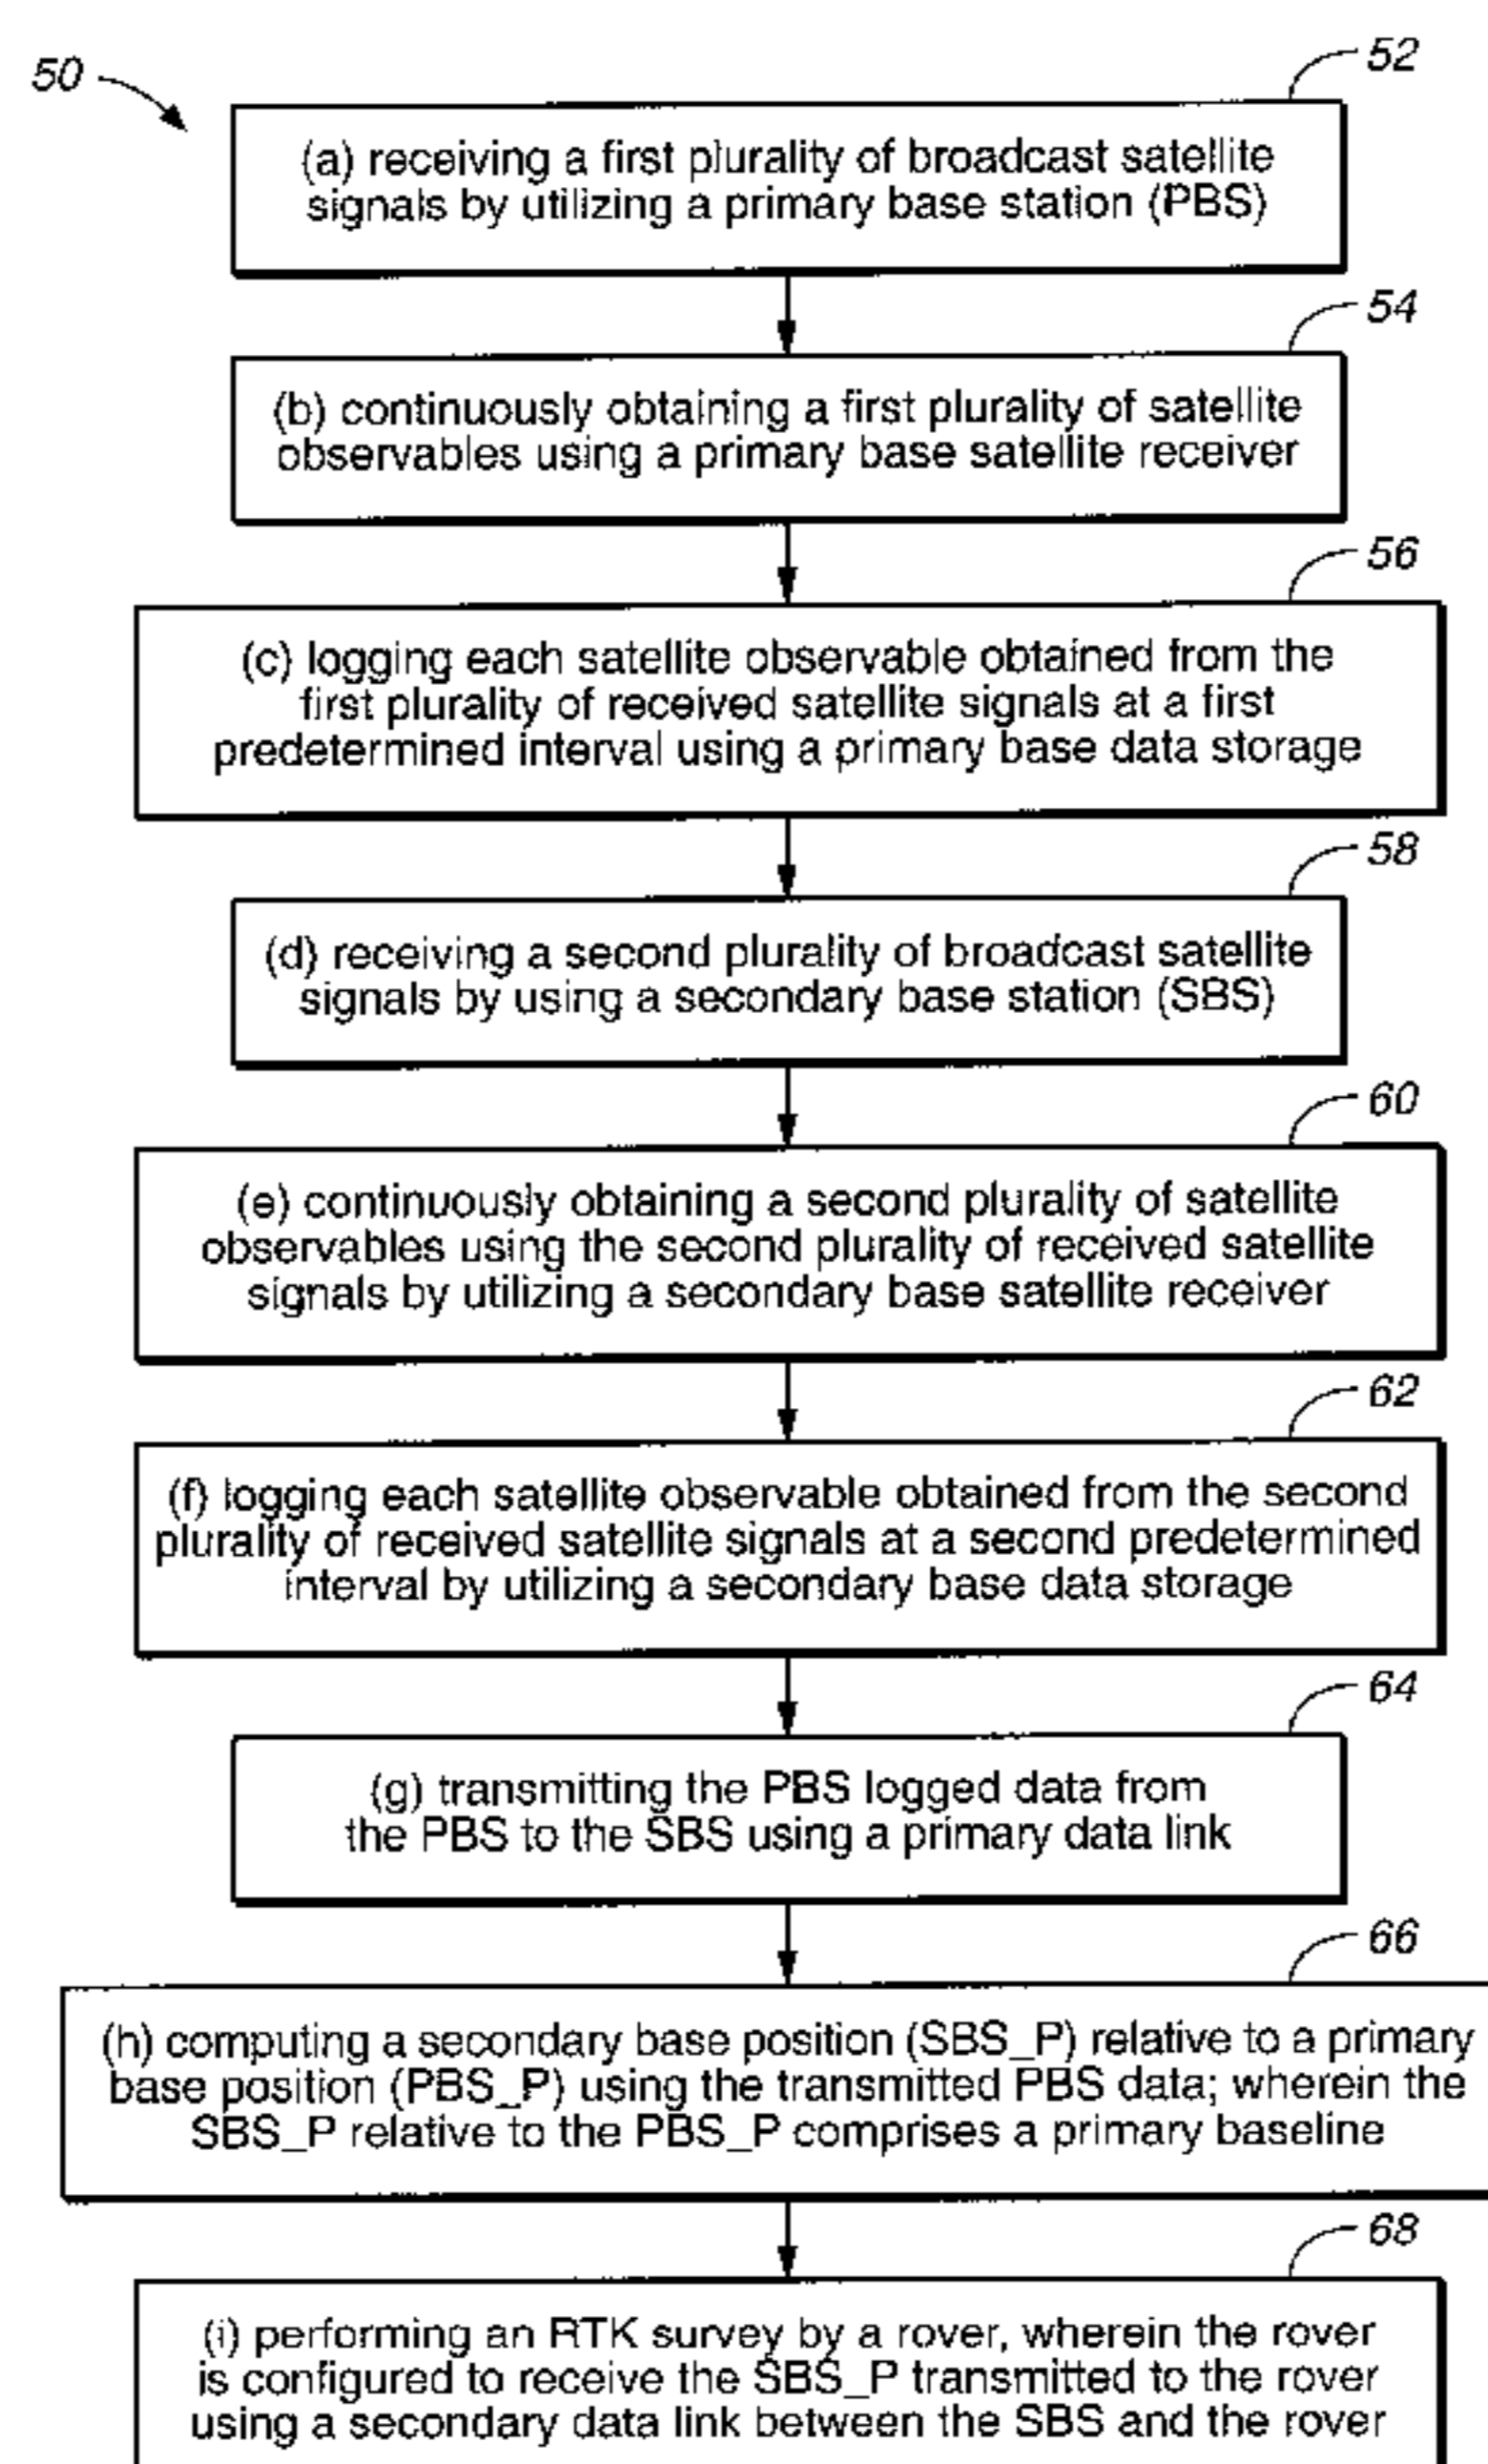 50
52
(a) receiving a first plurality of broadcast satellite
signals by utilizing a primary base station (PBS)
54
(b) continuously obtaining a first plurality of satellite
observables using a primary base satellite receiver
56
(c) logging each satellite observable obtained from the
first plurality of received satellite signals at a first
predetermined interval using a primary base data storage
58
(d) receiving a second plurality of broadcast satellite
signals by using a secondary base station (SBS)
60
(e) continuously obtaining a second plurality of satellite
observables using the second plurality of received satellite
signals by utilizing a secondary base satellite receiver
62
(f) logging each satellite observable obtained from the second
plurality of received satellite signals at a second predetermined
interval by utilizing a secondary base data storage
64
(g) transmitting the PBS logged data from
the PBS to the SBS using a primary data link
66
(h) computing a secondary base position (SBS_P) relative to a primary
base position (PBS_P) using the transmitted PBS data; wherein the
SBS_P relative to the PBS_P comprises a primary baseline
68
(i) performing an RTK survey by a rover, wherein the rover
is configured to receive the SBS_P transmitted to the rover
using a secondary data link between the SBS and the rover